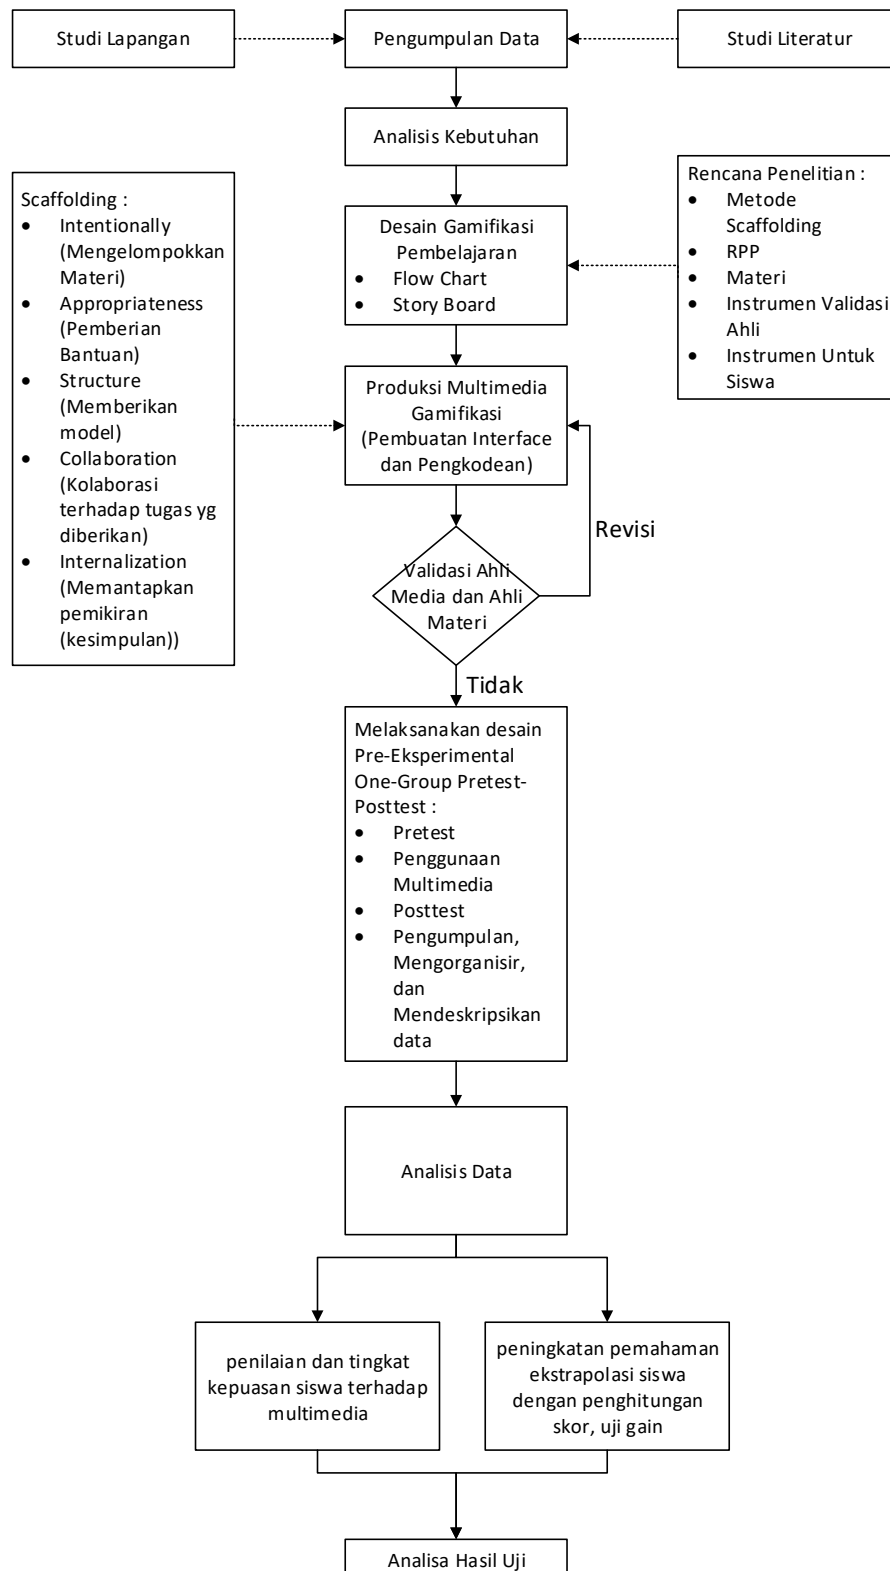 Studi Lapangan
Pengumpulan Data
Studi Literatur
Analisis Kebutuhan
Scaffolding :
• Intentionally
(Mengelompokkan
Materi)
• Appropriateness
(Pemberian
Bantuan)
• Structure
(Memberikan
model)
• Collaboration
(Kolaborasi
terhadap tugas yg
diberikan)
• Internalization
(Memantapkan
pemikiran
(kesimpulan))
Desain Gamifikasi
Pembelajaran
• Flow Chart
• Story Board
Rencana Penelitian :
• Metode
Scaffolding
• RPP
• Materi
• Instrumen Validasi
Ahli
• Instrumen Untuk
Siswa
Produksi Multimedia
Gamifikasi
(Pembuatan Interface
dan Pengkodean)
Revisi
Validasi Ahli
Media dan Ahli
Materi
Tidak
Melaksanakan desain
Pre-Eksperimental
One-Group Pretest-
Posttest :
• Pretest
• Penggunaan
Multimedia
• Posttest
• Pengumpulan,
Mengorganisir,
dan
Mendeskripsikan
data
Analisis Data
penilaian dan tingkat
kepuasan siswa terhadap
multimedia
peningkatan pemahaman
ekstrapolasi siswa
dengan penghitungan
skor, uji gain
Analisa Hasil Uji